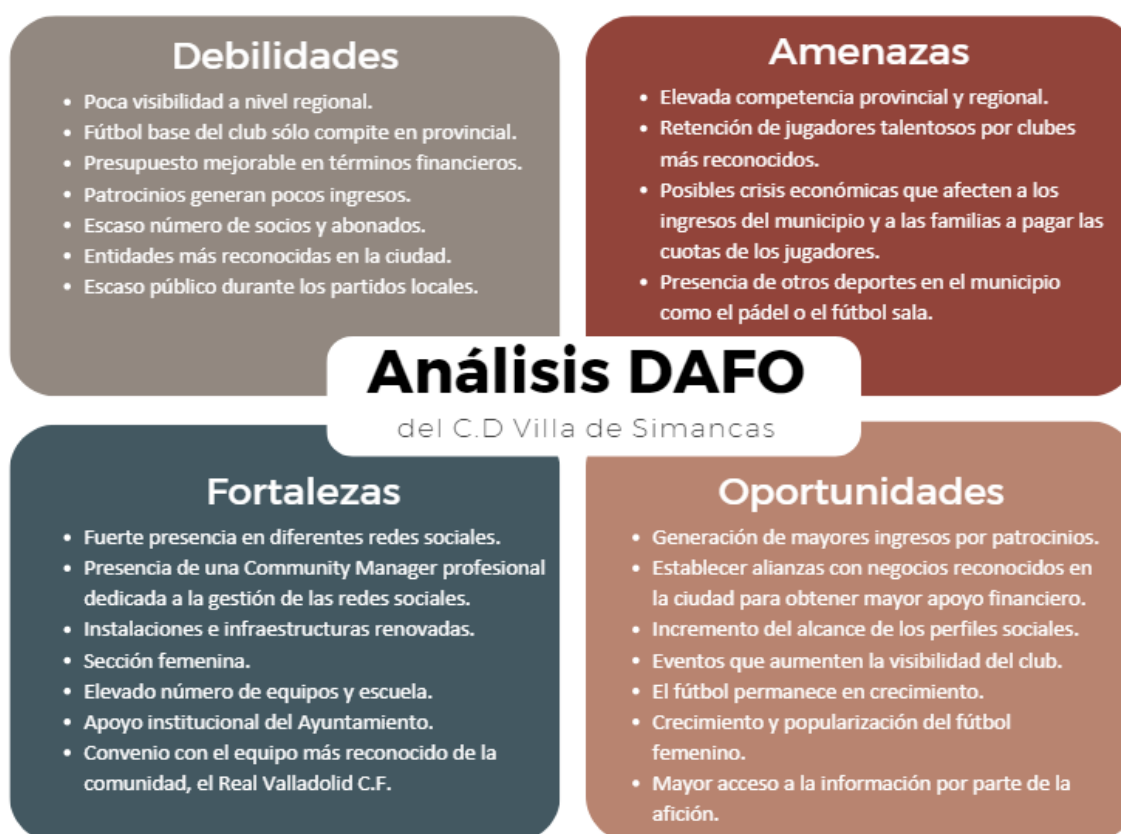 Debilidades
• Poca visibilidad a nivel regional.
• Fútbol base del club sólo compite en provincial.
• Presupuesto mejorable en términos financieros.
• Patrocinios generan pocos ingresos.
• Escaso número de socios y abonados.
• Entidades más reconocidas en la ciudad.
• Escaso público durante los partidos locales.
Amenazas
• Elevada competencia provincial y regional.
• Retención de jugadores talentosos por clubes
más reconocidos.
• Posibles crisis económicas que afecten a los
ingresos del municipio y a las familias a pagar las
cuotas de los jugadores.
• Presencia de otros deportes en el municipio
como el pádel o el fútbol sala.
Análisis DAFO
del C.D Villa de Simancas
Fortalezas
• Fuerte presencia en diferentes redes sociales.
• Presencia de una Community Manager profesional
dedicada a la gestión de las redes sociales.
• Instalaciones e infraestructuras renovadas.
• Sección femenina.
• Elevado número de equipos y escuela.
• Apoyo institucional del Ayuntamiento.
• Convenio con el equipo más reconocido de la
comunidad, el Real Valladolid C.F.
Oportunidades
• Generación de mayores ingresos por patrocinios.
• Establecer alianzas con negocios reconocidos en
la ciudad para obtener mayor apoyo financiero.
• Incremento del alcance de los perfiles sociales.
• Eventos que aumenten la visibilidad del club.
• El fútbol permanece en crecimiento.
• Crecimiento y popularización del fútbol
femenino.
• Mayor acceso a la información por parte de la
afición.